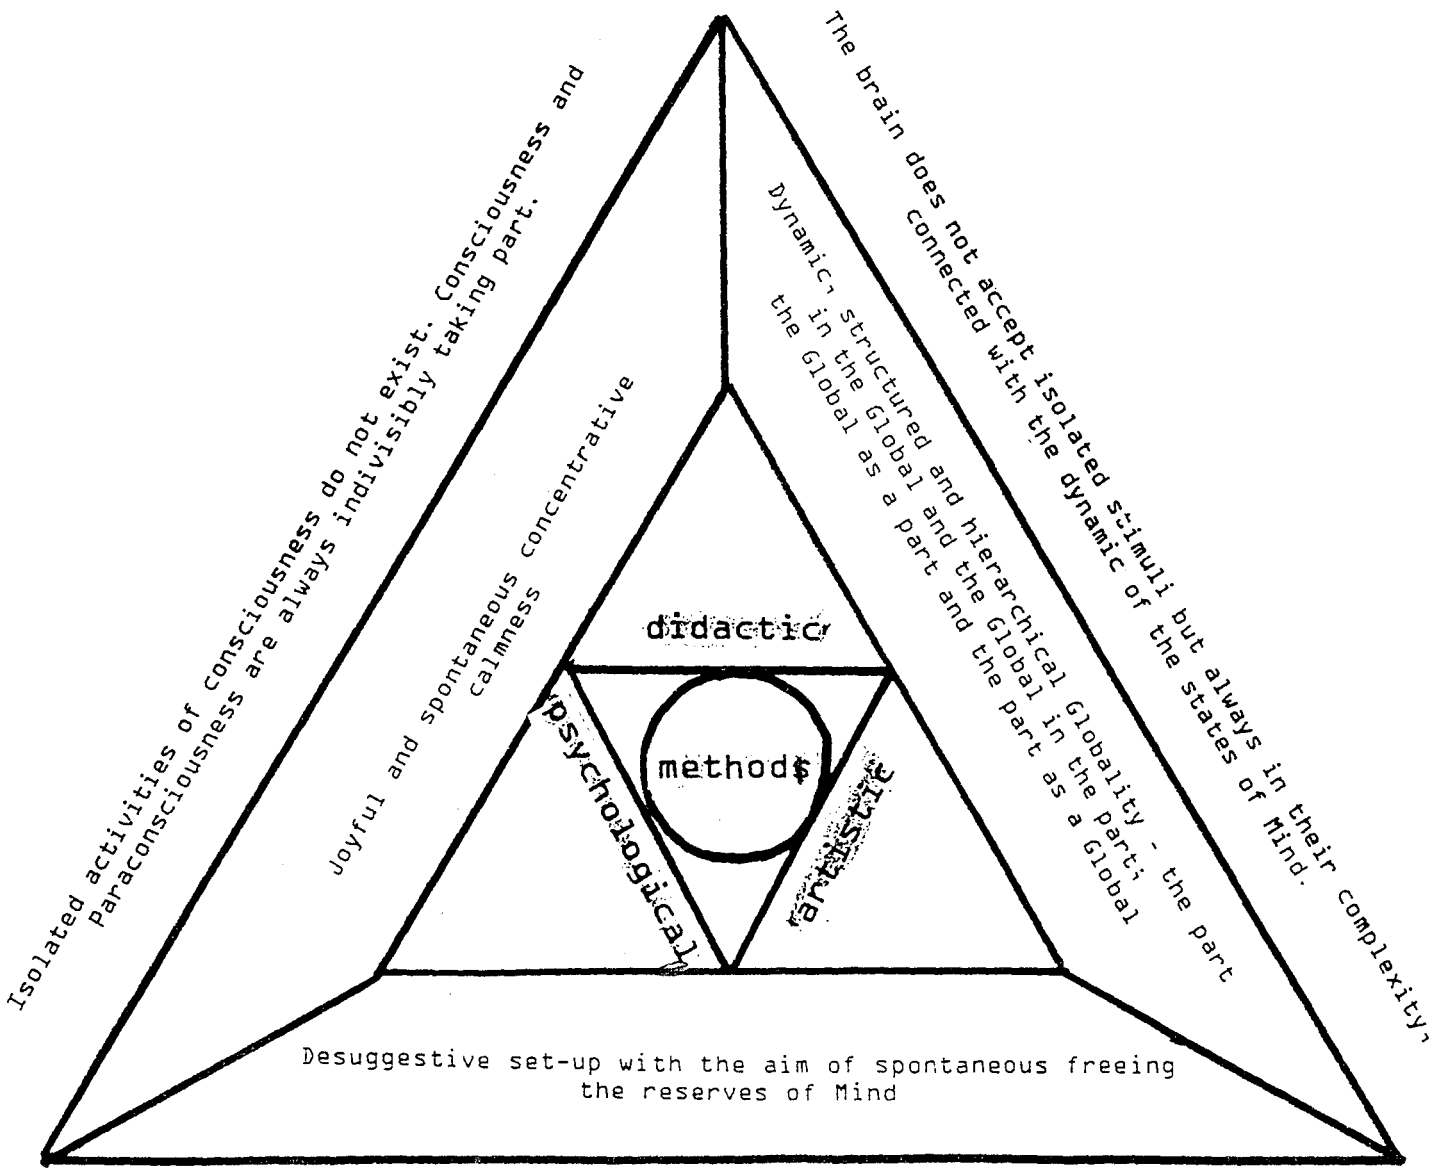 Isolated activities of consciousness do not exist. Consciousness and
Paraconsciousness are always indivisibly taking part.
The brain does not accept isolated stimuli but always in their complexity,
connected with the dynamic of the states of Mind.
Joyful and spontaneous concentrative
calmness
Dynamic, structured and hierarchical Globality - the part
in the Global and the Global in the part;
the Global as a part and the part as a Global
didactic
psychological
methods
artistic
Desuggestive set-up with the aim of spontaneous freeing
the reserves of Mind